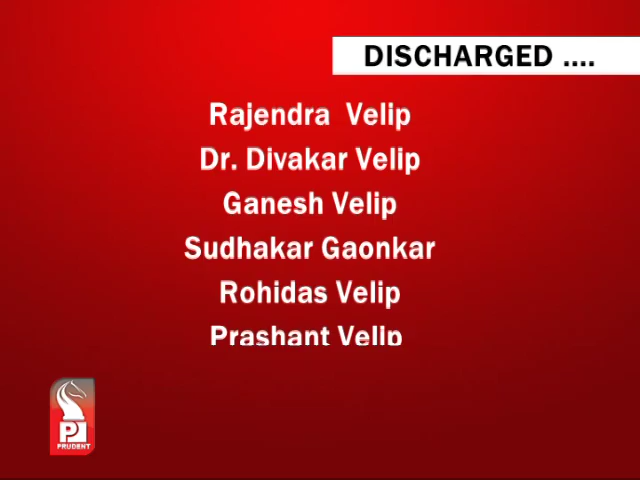 DISCHARGED ....
Rajendra Velip
Dr. Divakar Velip
Ganesh Velip
Sudhakar Gaonkar
Rohidas Velip
Prashant Velip
P
PRUDENT